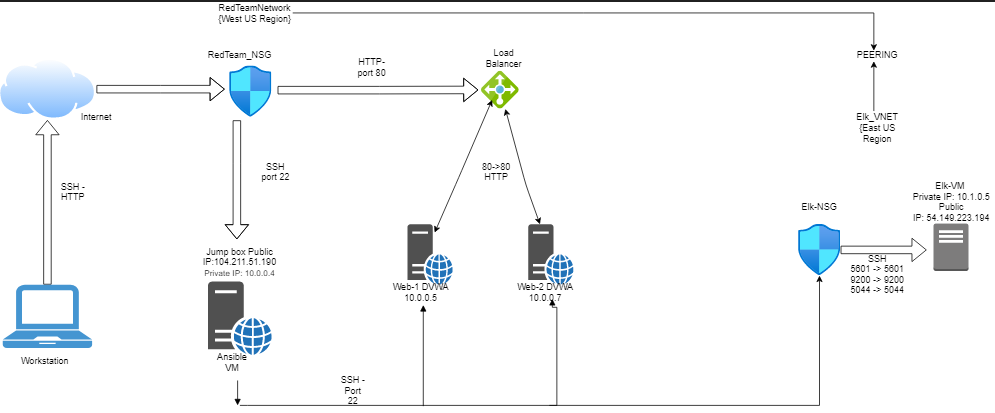 RedTeamNetwork
{West US Region}
RedTeam_NSG
HTTP-
port 80
Load
Balancer
PEERING
Internet
Elk_VNET
{East US
Region
SSH -
HTTP
SSH
port 22
80->80
HTTP
Elk-VM
Private IP: 10.1.0.5
Public
IP: 54.149.223.194
Elk-NSG
Jump box Public
IP:104.211.51.190
Private IP: 10.0.0.4
SSH
5601 -> 5601
9200 -> 9200
5044 -> 5044
Web-1 DVWA
10.0.0.5
Web-2 DVWA
10.0.0.7
Workstation
Ansible
VM
SSH -
Port
22